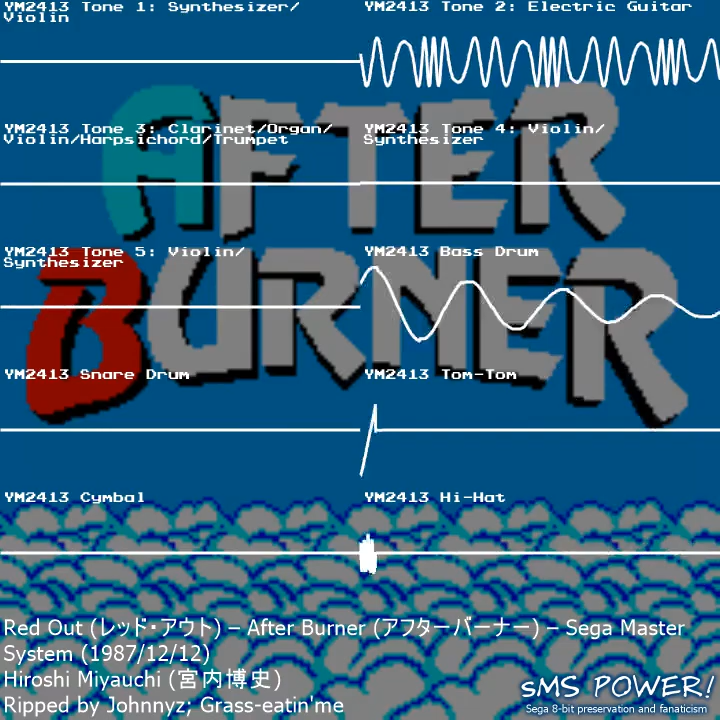 YM2413 Tone 1: Synthesizer/
Violin
YM2413 Tone 2: Electric Guitar
YM2413 Tone 3: Clarinet/Organ/
Violin/Harpsichord/Trumpet
YM2413 Tone 4: Violin/
Synthesizer
AFTER
YM2413 Tone 5: Violin/
Synthesizer
YM2413 Bass Drum
BURNER
YM2413 Snare Drum
YM2413 Tom-Tom
YM2413 Cymbal
YM2413 Hi-Hat
Red Out (レッド・アウト) – After Burner (アフターバーナー) – Sega Master
System (1987/12/12)
Hiroshi Miyauchi (宮内博史)
Ripped by Johnnyz; Grass-eatin'me
SMS POWER!
Sega 8-bit preservation and fanaticism